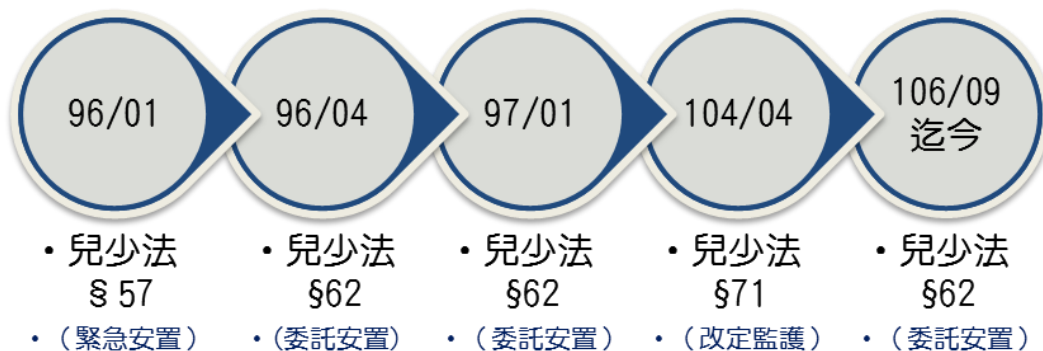 96/01
96/04
97/01
104/04
106/09
迄今
• 兒少法
§57
• (緊急安置)
• 兒少法
§62
• (委託安置)
• 兒少法
§62
• (委託安置)
• 兒少法
§71
• (改定監護)
• 兒少法
§62
• (委託安置)